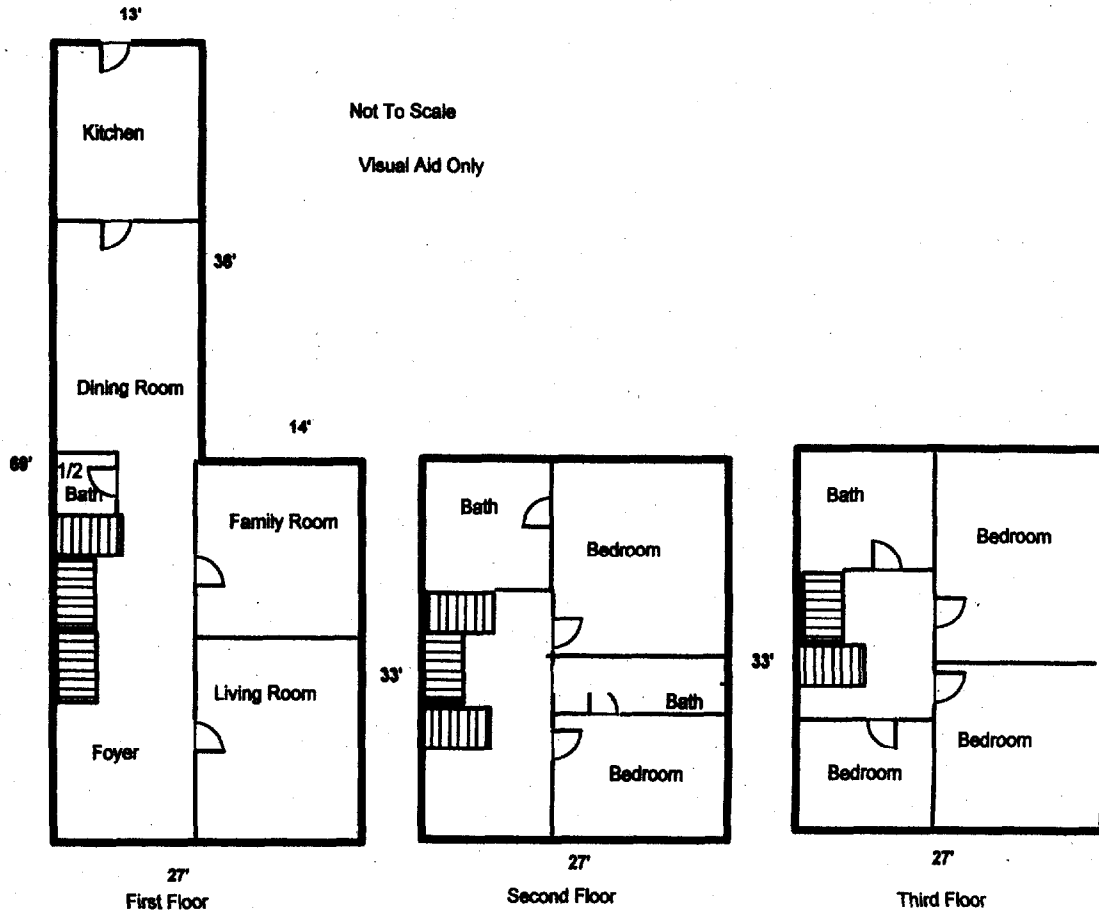 13'
Not To Scale
Kitchen
Visual Aid Only
36'
Dining Room
14'
69'
1/2
Bath
Family Room
Living Room
Foyer
27'
First Floor
Bath
Bedroom
33'
Bath
Bedroom
27'
Second Floor
Bath
Bedroom
33'
Bedroom
Bedroom
27'
Third Floor